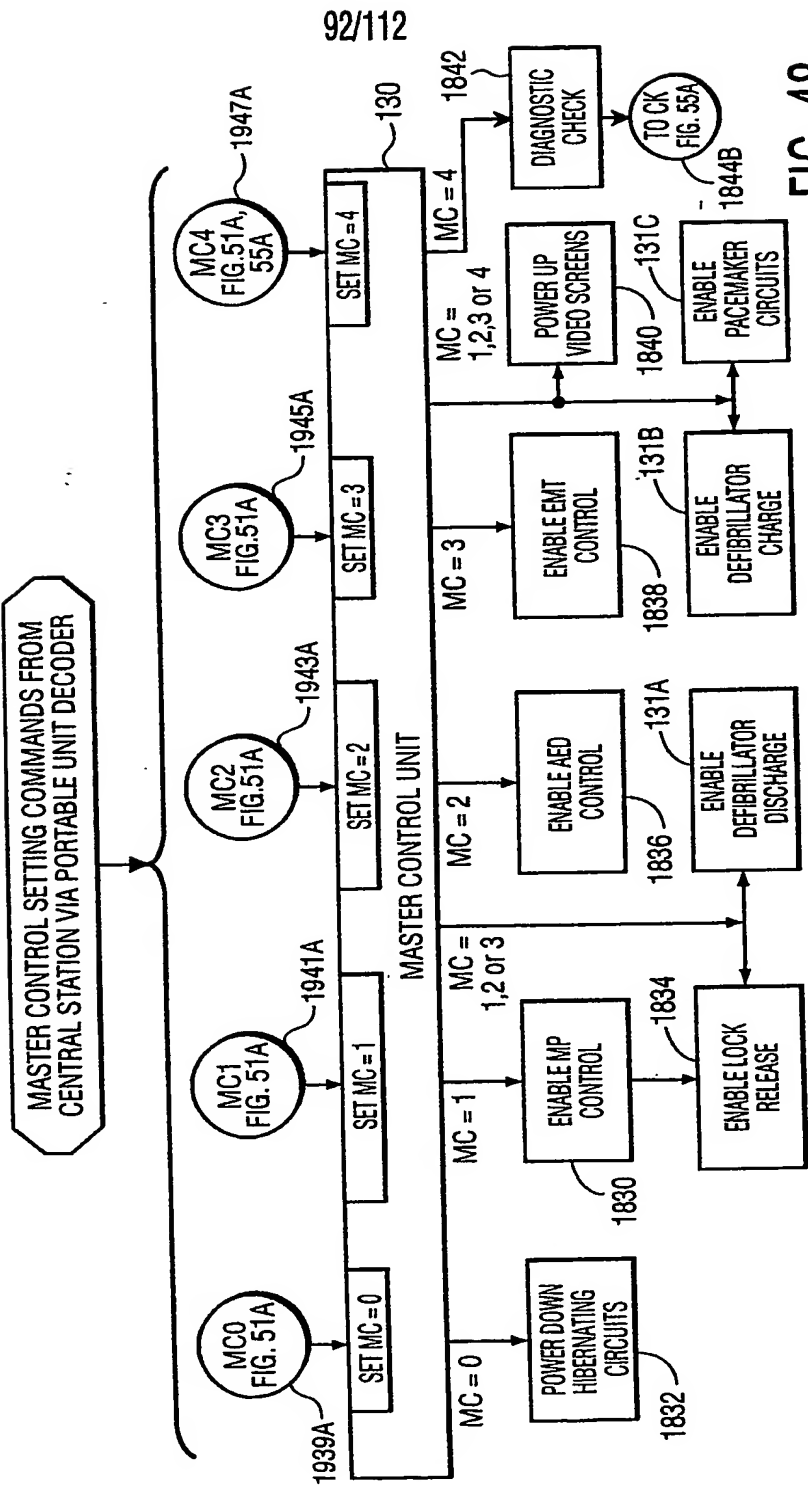 92/112
MASTER CONTROL SETTING COMMANDS FROM
CENTRAL STATION VIA PORTABLE UNIT DECODER
MC0
FIG. 51A
1939A
MC1
FIG. 51A
1941A
MC2
FIG.51A
1943A
MC3
FIG.51A
1945A
MC4
FIG.51A,
55A
1947A
SET MC = 0
SET MC = 1
SET MC = 2
SET MC = 3
SET MC = 4
130
MASTER CONTROL UNIT
MC = 0
MC = 1
MC =
1,2 or 3
MC = 2
MC = 3
MC =
1,2,3 or 4
MC = 4
POWER DOWN
HIBERNATING
CIRCUITS
1832
ENABLE MP
CONTROL
1830
ENABLE LOCK
RELEASE
1834
ENABLE AED
CONTROL
1836
ENABLE
DEFIBRILLATOR
DISCHARGE
131A
ENABLE EMT
CONTROL
1838
ENABLE
DEFIBRILLATOR
CHARGE
131B
POWER UP
VIDEO SCREENS
1840
ENABLE
PACEMAKER
CIRCUITS
131C
DIAGNOSTIC
CHECK
1842
TO CK
FIG. 55A
1844B